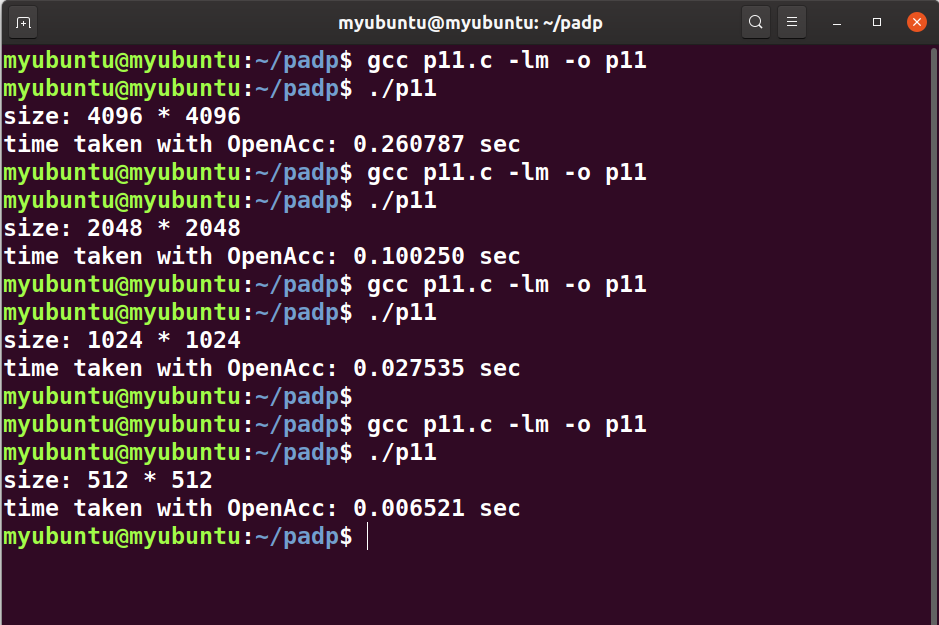 myubuntu@myubuntu: ~/padp
myubuntu@myubuntu:~/padp$ gcc p11.c -lm -o p11
myubuntu@myubuntu:~/padp$ ./p11
size: 4096 * 4096
time taken with OpenAcc: 0.260787 sec
myubuntu@myubuntu:~/padp$ gcc p11.c -lm -o p11
myubuntu@myubuntu:~/padp$ ./p11
size: 2048 * 2048
time taken with OpenAcc: 0.100250 sec
myubuntu@myubuntu:~/padp$ gcc p11.c -lm -o p11
myubuntu@myubuntu:~/padp$ ./p11
size: 1024 * 1024
time taken with OpenAcc: 0.027535 sec
myubuntu@myubuntu:~/padp$
myubuntu@myubuntu:~/padp$ gcc p11.c -lm -o p11
myubuntu@myubuntu:~/padp$ ./p11
size: 512 * 512
time taken with OpenAcc: 0.006521 sec
myubuntu@myubuntu:~/padp$